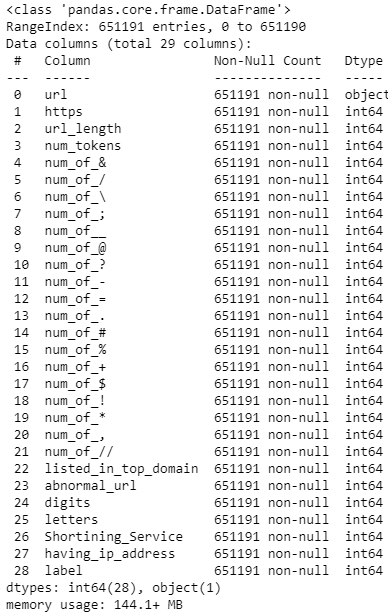 <class 'pandas.core.frame.DataFrame'>
RangeIndex: 651191 entries, 0 to 651190
Data columns (total 29 columns):
 #   Column                 Non-Null Count   Dtype
---  ------                 --------------   -----
 0   url                    651191 non-null  object
 1   https                  651191 non-null  int64
 2   url_length             651191 non-null  int64
 3   num_tokens             651191 non-null  int64
 4   num_of_&               651191 non-null  int64
 5   num_of_/               651191 non-null  int64
 6   num_of_\               651191 non-null  int64
 7   num_of_;               651191 non-null  int64
 8   num_of__               651191 non-null  int64
 9   num_of_@               651191 non-null  int64
 10  num_of_?               651191 non-null  int64
 11  num_of_-               651191 non-null  int64
 12  num_of_=               651191 non-null  int64
 13  num_of_.               651191 non-null  int64
 14  num_of_#               651191 non-null  int64
 15  num_of_%               651191 non-null  int64
 16  num_of_+               651191 non-null  int64
 17  num_of_$               651191 non-null  int64
 18  num_of_!               651191 non-null  int64
 19  num_of_*               651191 non-null  int64
 20  num_of_,               651191 non-null  int64
 21  num_of_//              651191 non-null  int64
 22  listed_in_top_domain   651191 non-null  int64
 23  abnormal_url           651191 non-null  int64
 24  digits                 651191 non-null  int64
 25  letters                651191 non-null  int64
 26  Shortining_Service     651191 non-null  int64
 27  having_ip_address      651191 non-null  int64
 28  label                  651191 non-null  int64
dtypes: int64(28), object(1)
memory usage: 144.1+ MB